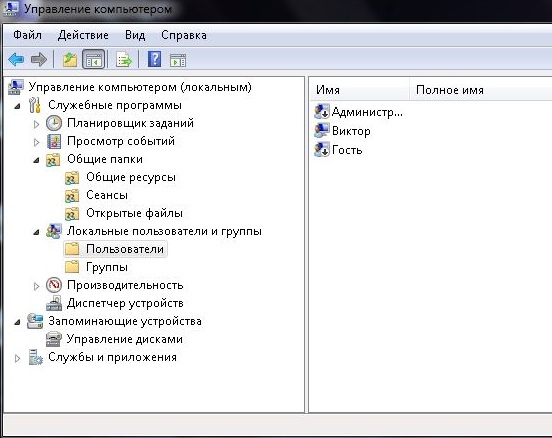 Управление компьютером
Файл Действие Вид Справка
Управление компьютером (локальным)
Служебные программы
Планировщик заданий
Просмотр событий
Общие папки
Общие ресурсы
Сеансы
Открытые файлы
Локальные пользователи и группы
Пользователи
Группы
Производительность
Диспетчер устройств
Запоминающие устройства
Управление дисками
Службы и приложения
Имя Полное имя
Администр...
Виктор
Гость